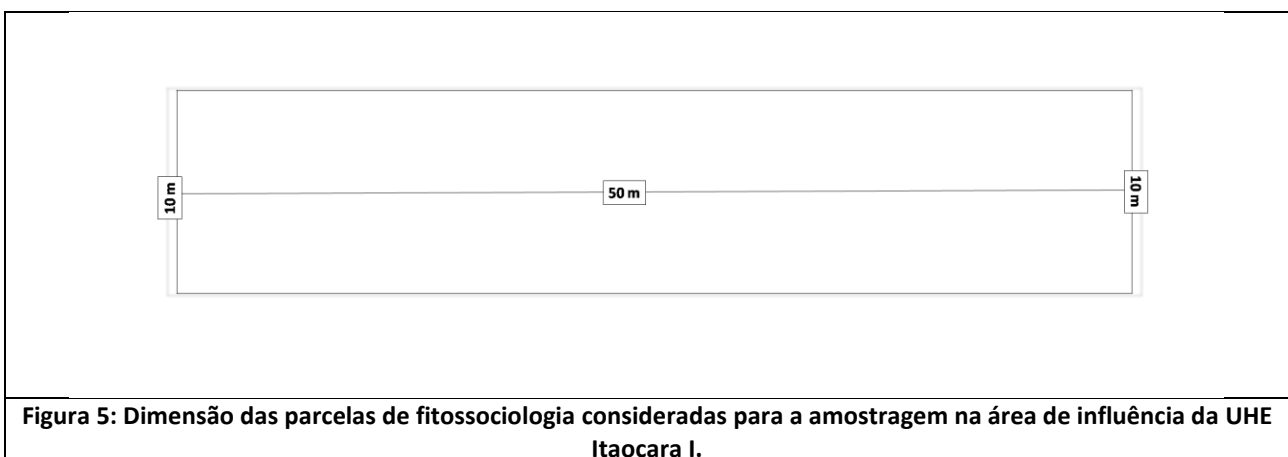 10 m
50 m
10 m
Figura 5: Dimensão das parcelas de fitossociologia consideradas para a amostragem na área de influência da UHE
Itaocara I.